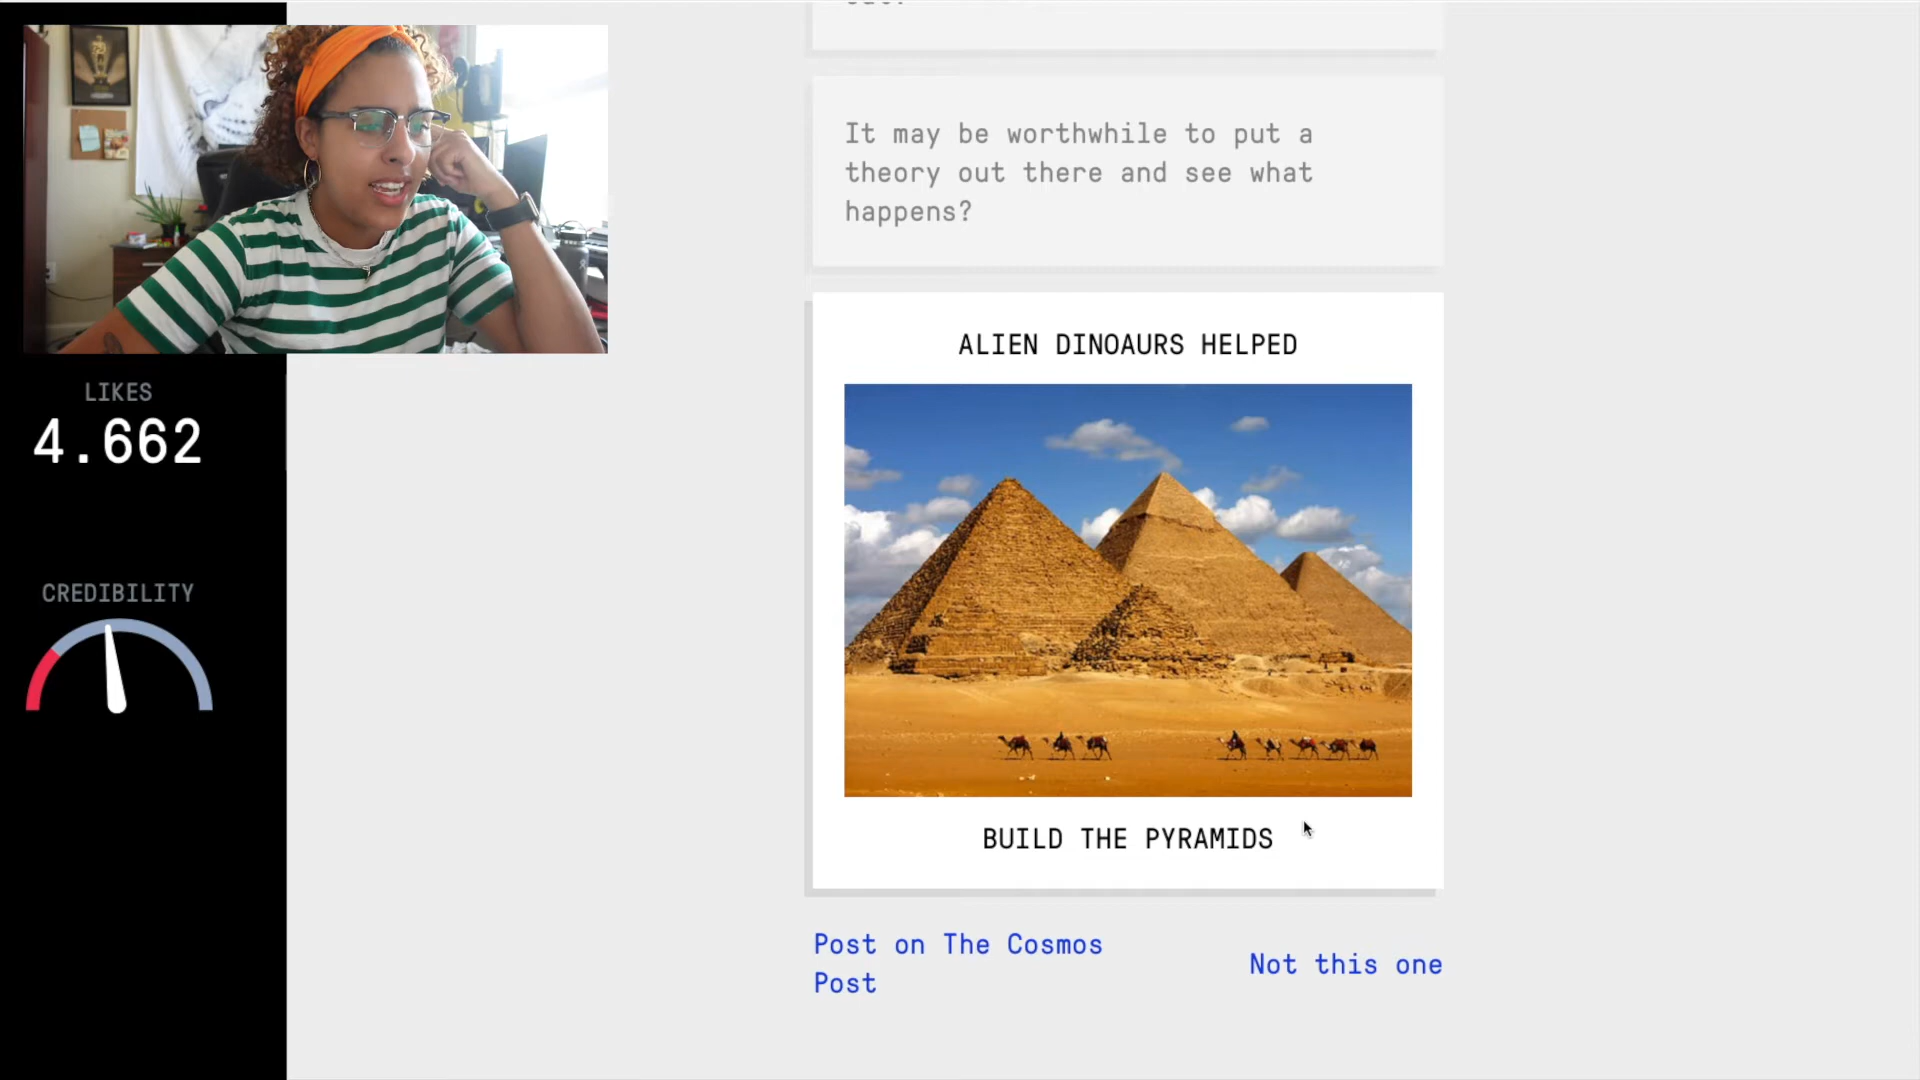 It may be worthwhile to put a
theory out there and see what
happens?
ALIEN DINOAURS HELPED
BUILD THE PYRAMIDS
Post on The Cosmos
Post
Not this one
LIKES
4.662
CREDIBILITY